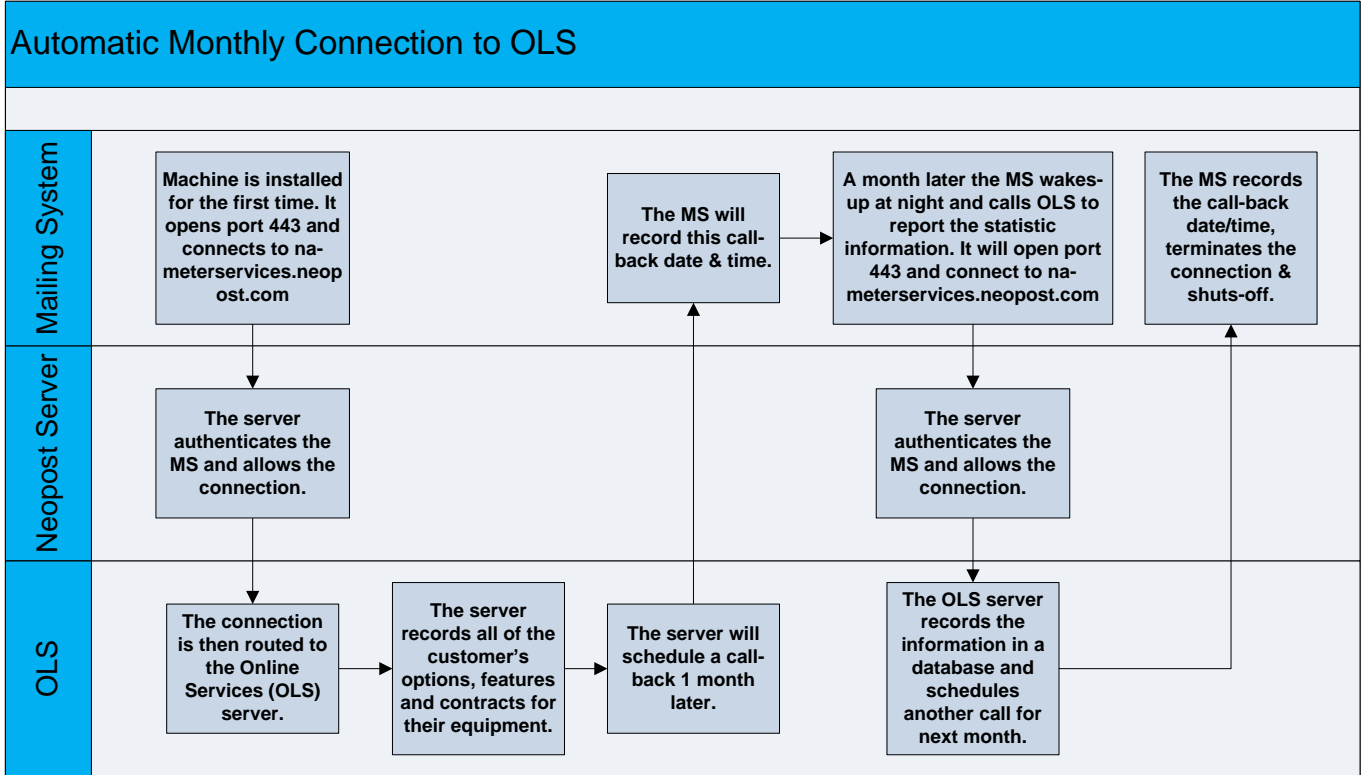 Automatic Monthly Connection to OLS
Mailing System
Machine is installed
for the first time. It
opens port 443 and
connects to na-
meterservices.neop
ost.com
The MS will
record this call-
back date & time.
A month later the MS wakes-
up at night and calls OLS to
report the statistic
information. It will open port
443 and connect to na-
meterservices.neopost.com
The MS records
the call-back
date/time,
terminates the
connection &
shuts-off.
Neopost Server
The server
authenticates the
MS and allows the
connection.
The server
authenticates the
MS and allows the
connection.
OLS
The connection
is then routed to
the Online
Services (OLS)
server.
The server
records all of the
customer’s
options, features
and contracts for
their equipment.
The server will
schedule a call-
back 1 month
later.
The OLS server
records the
information in a
database and
schedules
another call for
next month.